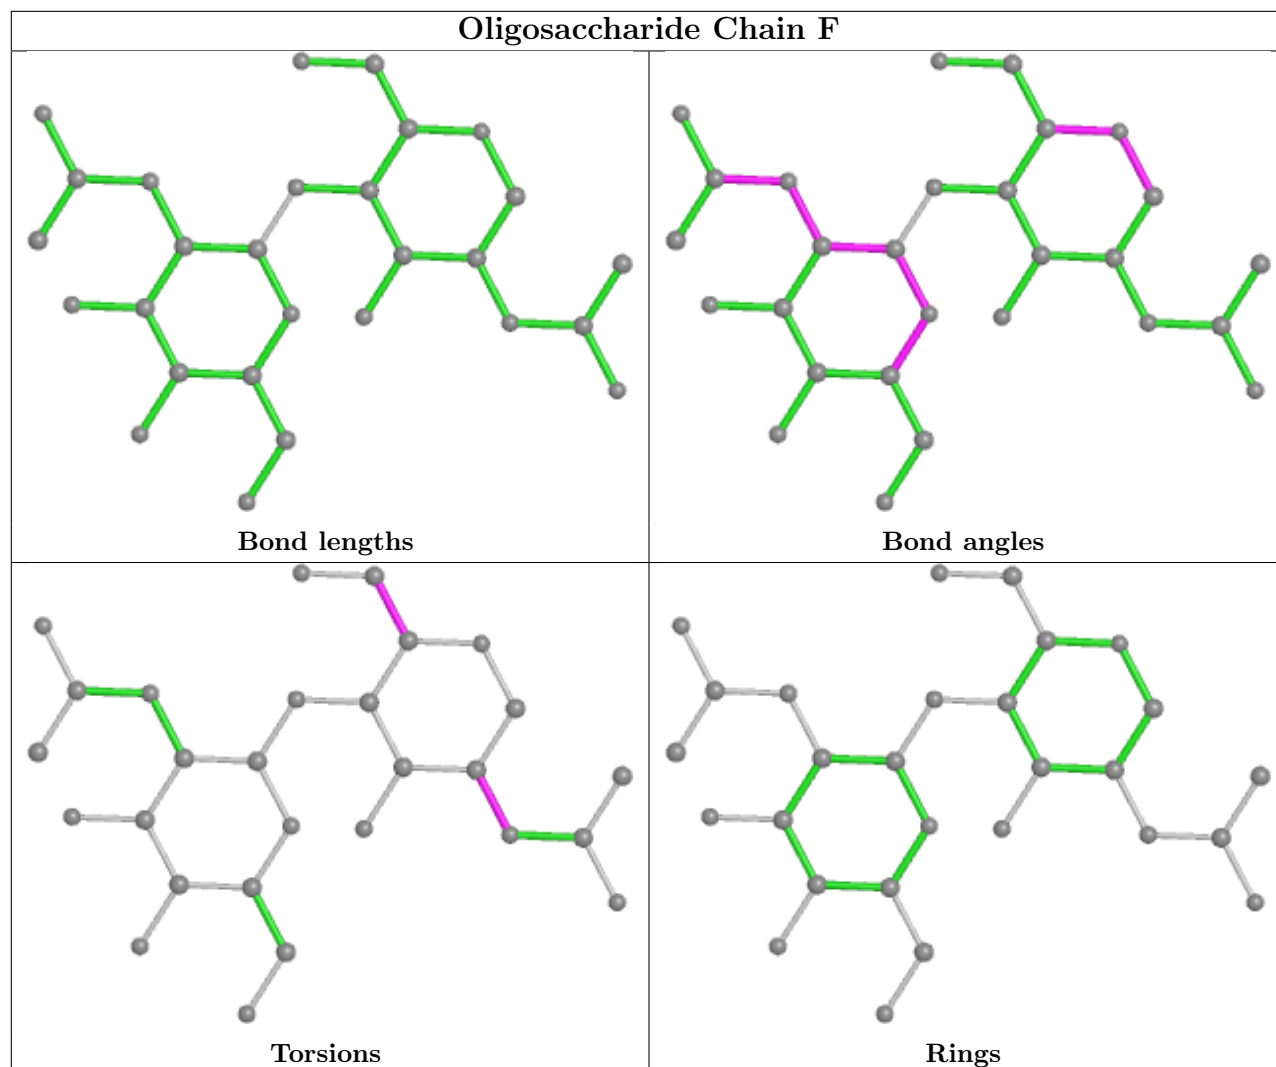 Oligosaccharide Chain F
Bond lengths
Bond angles
Torsions
Rings